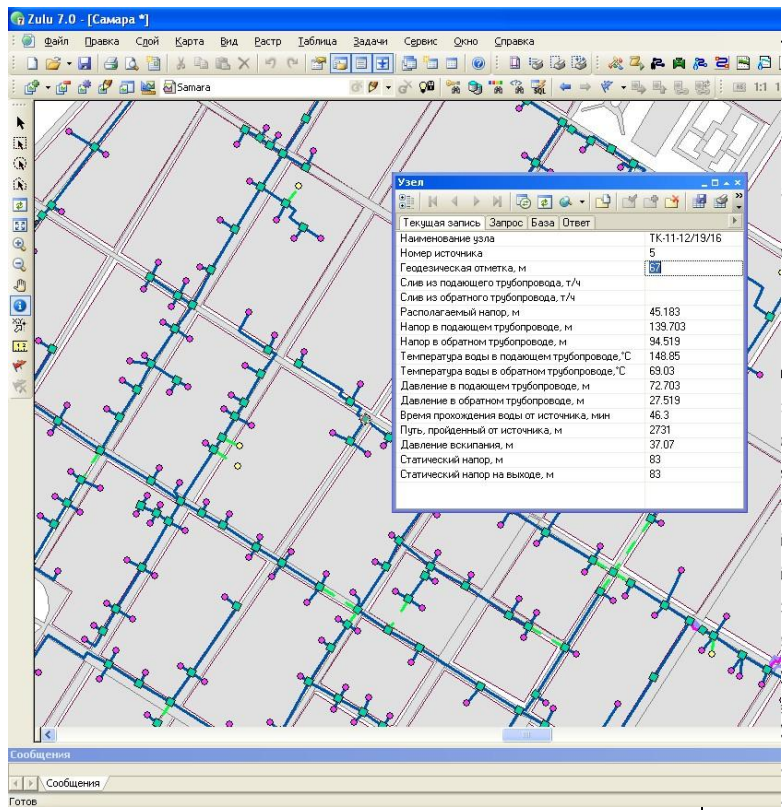 Zulu 7.0 - [Самара *]
Файл Правка Слой Карта Вид Растр Таблица Задачи Сервис Окно Справка
Samara
SQL
1:1
Узел
Текущая запись Запрос База Ответ
Наименование узла ТК-11-12/19/16
Номер источника 5
Геодезическая отметка, м 67
Слив из подающего трубопровода, т/ч
Слив из обратного трубопровода, т/ч
Располагаемый напор, м 45.183
Напор в подающем трубопроводе, м 139.703
Напор в обратном трубопроводе, м 94.519
Температура воды в подающем трубопроводе,°C 148.85
Температура воды в обратном трубопроводе,°C 69.03
Давление в подающем трубопроводе, м 72.703
Давление в обратном трубопроводе, м 27.519
Время прохождения воды от источника, мин 46.3
Путь, пройденный от источника, м 2731
Давление вскипания, м 37.07
Статический напор, м 83
Статический напор на выходе, м 83
Сообщения
Сообщения
Готов